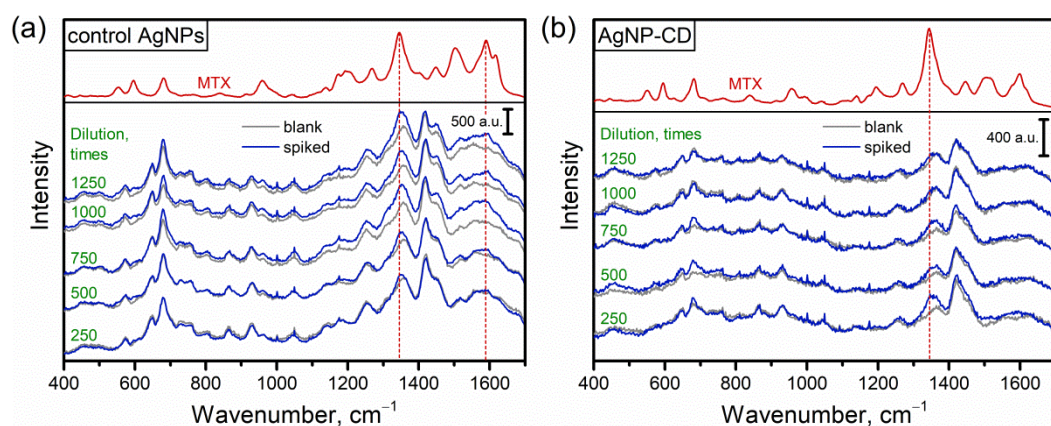 (a) control AgNPs
MTX
500 a.u.
Dilution,
times
blank
spiked
1250
1000
750
500
250
Intensity
400 600 800 1000 1200 1400 1600
Wavenumber, cm⁻¹
(b) AgNP-CD
MTX
400 a.u.
Dilution, times
blank
spiked
1250
1000
750
500
250
Intensity
400 600 800 1000 1200 1400 1600
Wavenumber, cm⁻¹